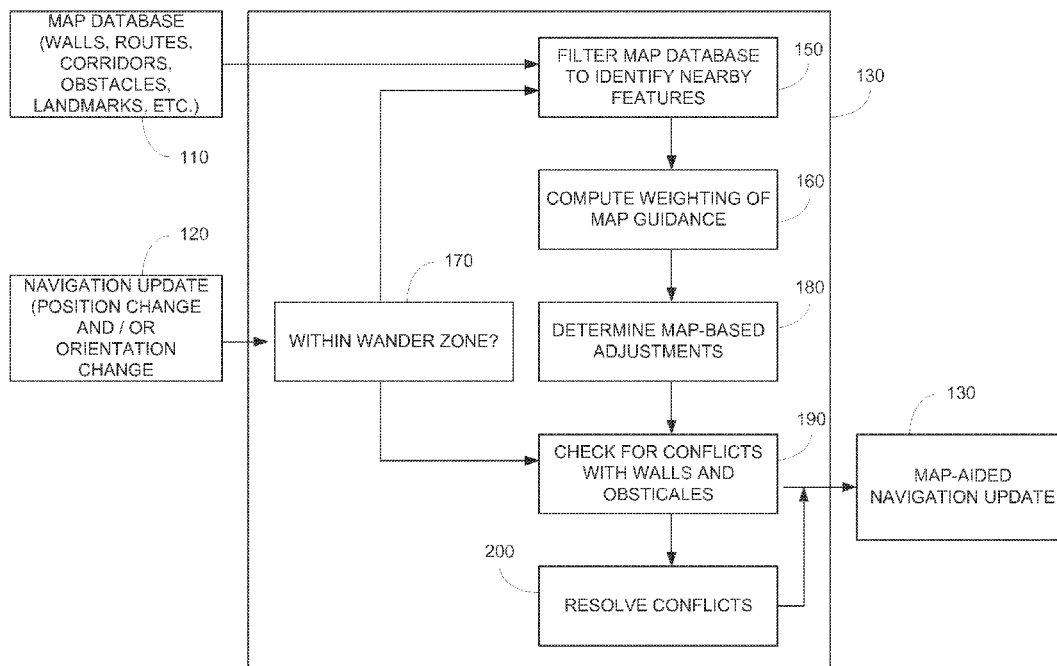 MAP DATABASE
(WALLS, ROUTES,
CORRIDORS,
OBSTACLES,
LANDMARKS, ETC.)
110
FILTER MAP DATABASE
TO IDENTIFY NEARBY
FEATURES
150
130
COMPUTE WEIGHTING OF
MAP GUIDANCE
160
120
NAVIGATION UPDATE
(POSITION CHANGE
AND / OR
ORIENTATION
CHANGE
170
WITHIN WANDER ZONE?
180
DETERMINE MAP-BASED
ADJUSTMENTS
190
CHECK FOR CONFLICTS
WITH WALLS AND
OBSTICALES
130
MAP-AIDED
NAVIGATION UPDATE
200
RESOLVE CONFLICTS